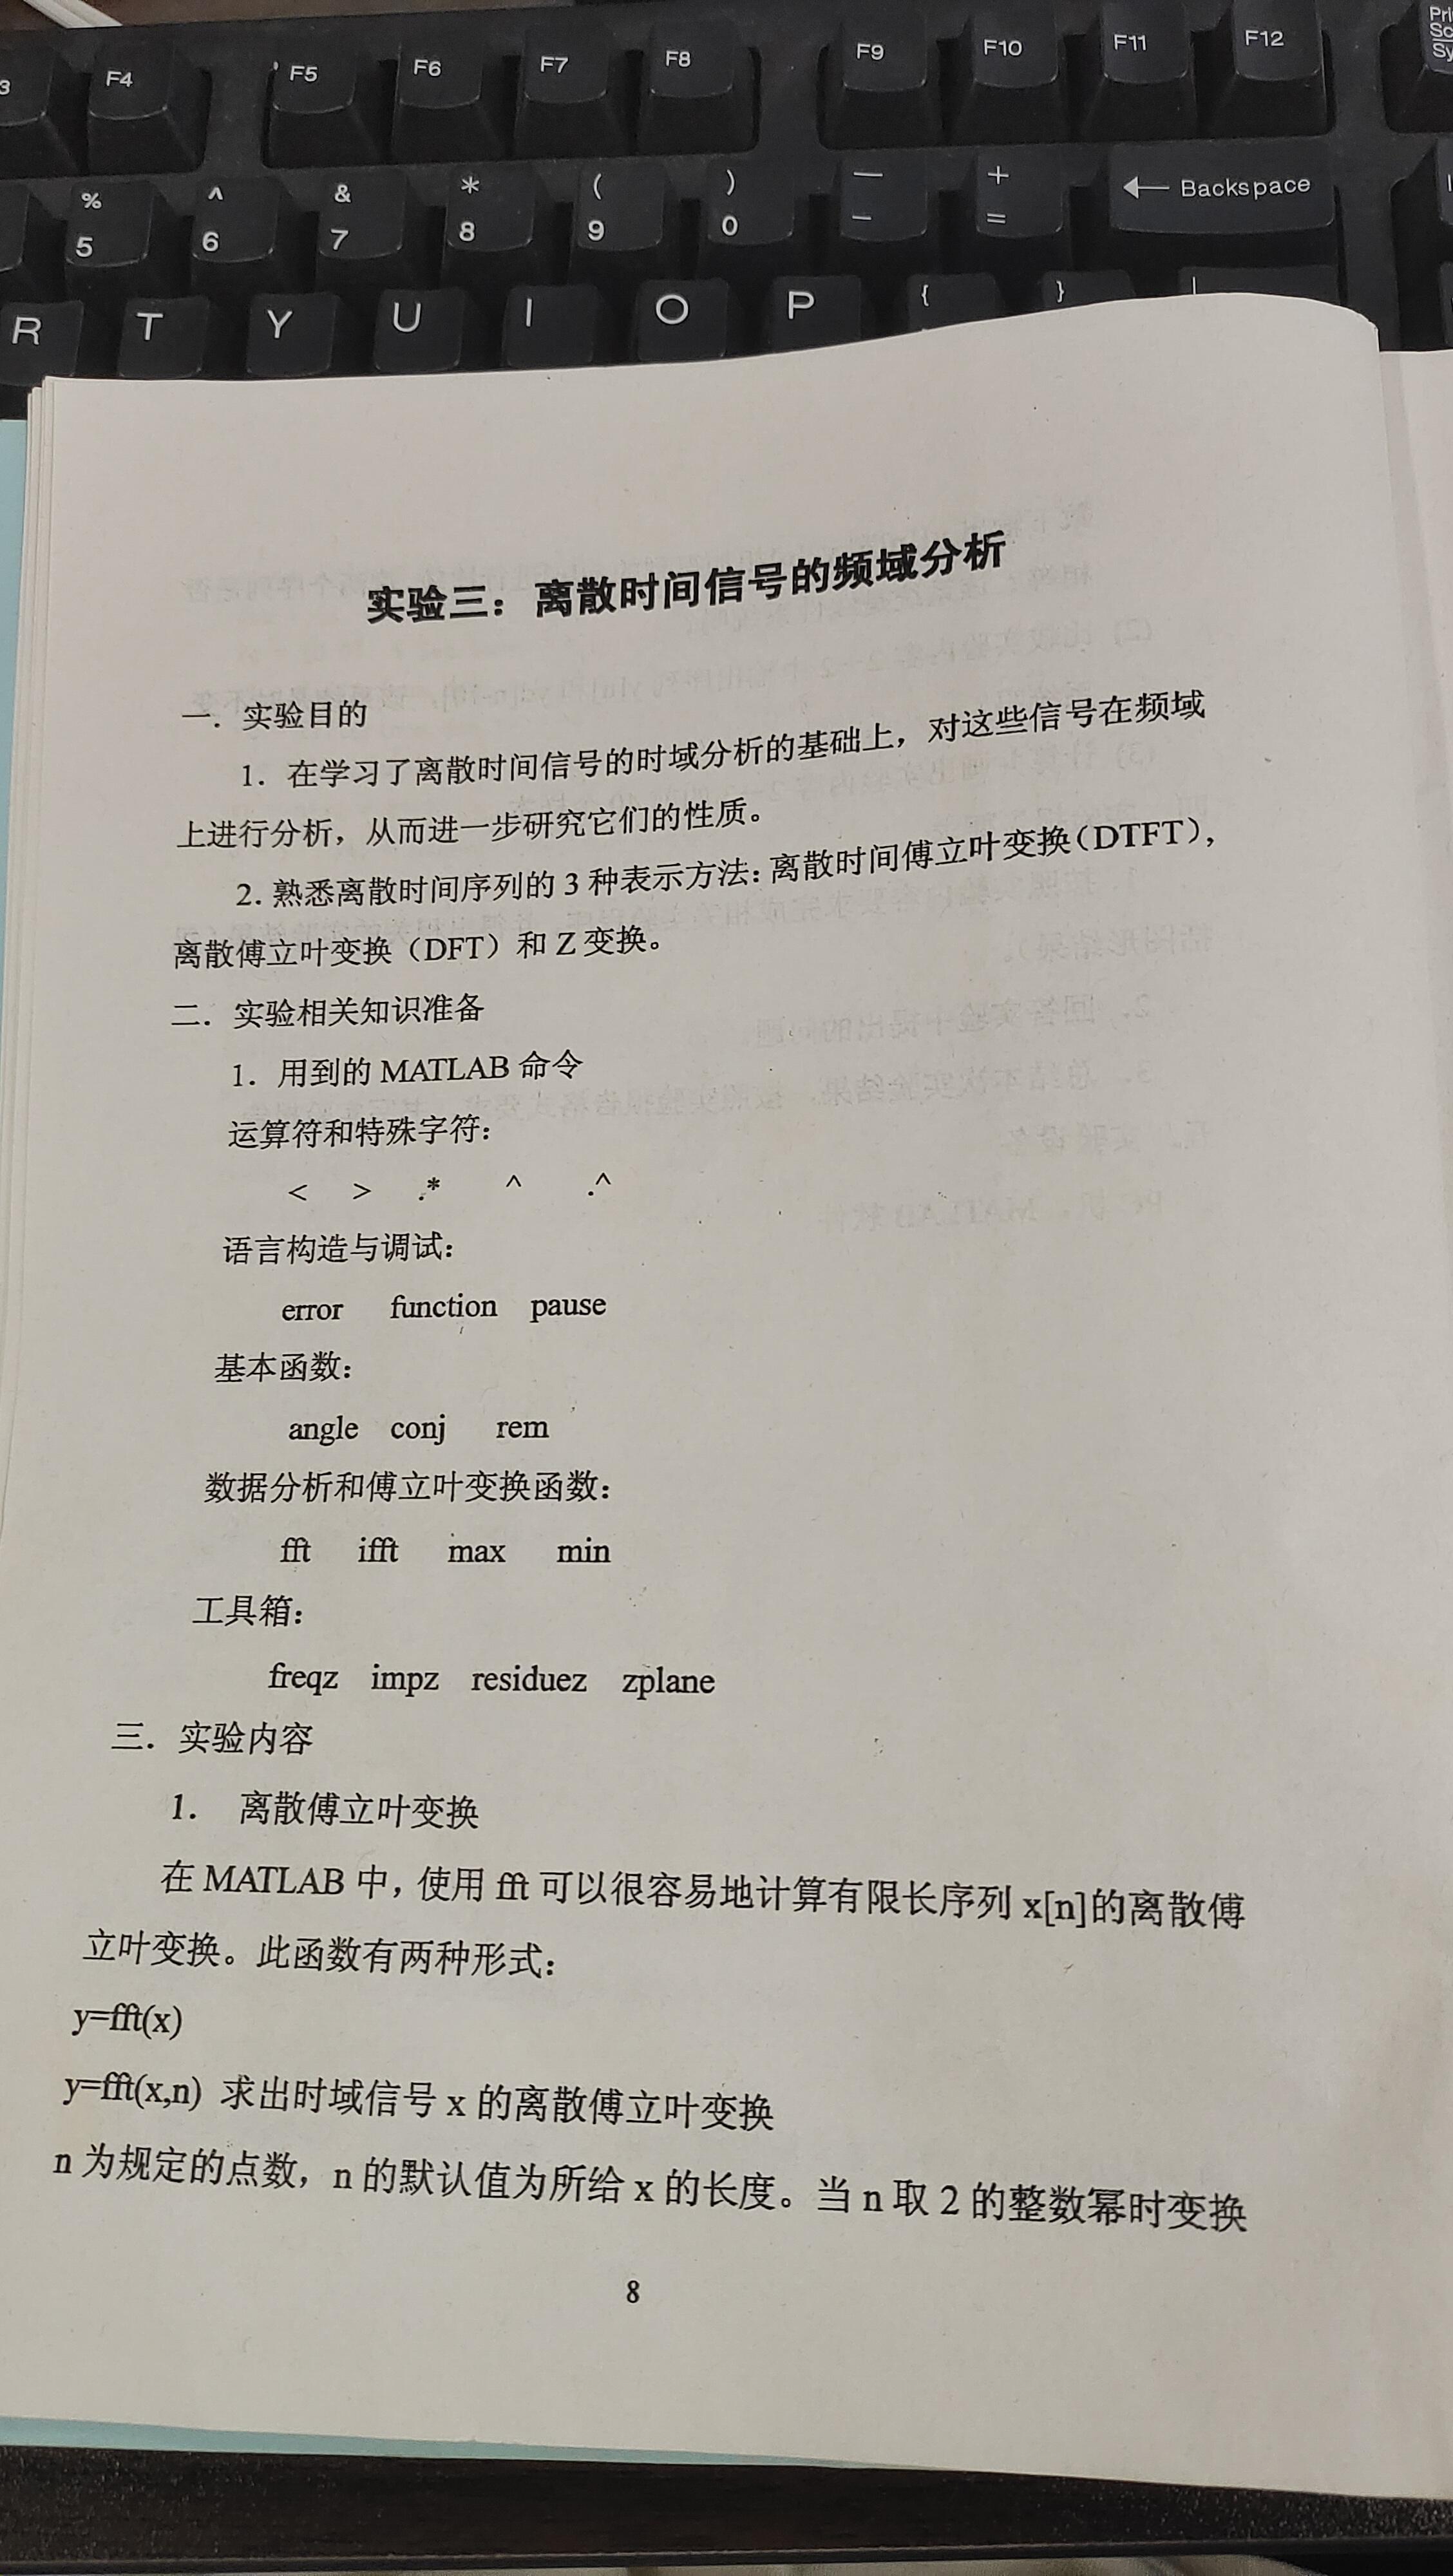 F4 F5 F6 F7 F8 F9 F10 F11 F12
% ^ & * ( ) — +
5 6 7 8 9 0 – = ← Backspace
R T Y U I O P { } |
实验三：离散时间信号的频域分析
一．实验目的
1．在学习了离散时间信号的时域分析的基础上，对这些信号在频域
上进行分析，从而进一步研究它们的性质。
2. 熟悉离散时间序列的 3 种表示方法：离散时间傅立叶变换（DTFT），
离散傅立叶变换（DFT）和 Z 变换。
二．实验相关知识准备
1．用到的 MATLAB 命令
运算符和特殊字符：
< > .* ^ .^
语言构造与调试：
error function pause
基本函数：
angle conj rem
数据分析和傅立叶变换函数：
fft ifft max min
工具箱：
freqz impz residuez zplane
三．实验内容
1. 离散傅立叶变换
在 MATLAB 中，使用 fft 可以很容易地计算有限长序列 x[n]的离散傅
立叶变换。此函数有两种形式：
y=fft(x)
y=fft(x,n) 求出时域信号 x 的离散傅立叶变换
n 为规定的点数，n 的默认值为所给 x 的长度。当 n 取 2 的整数幂时变换
8